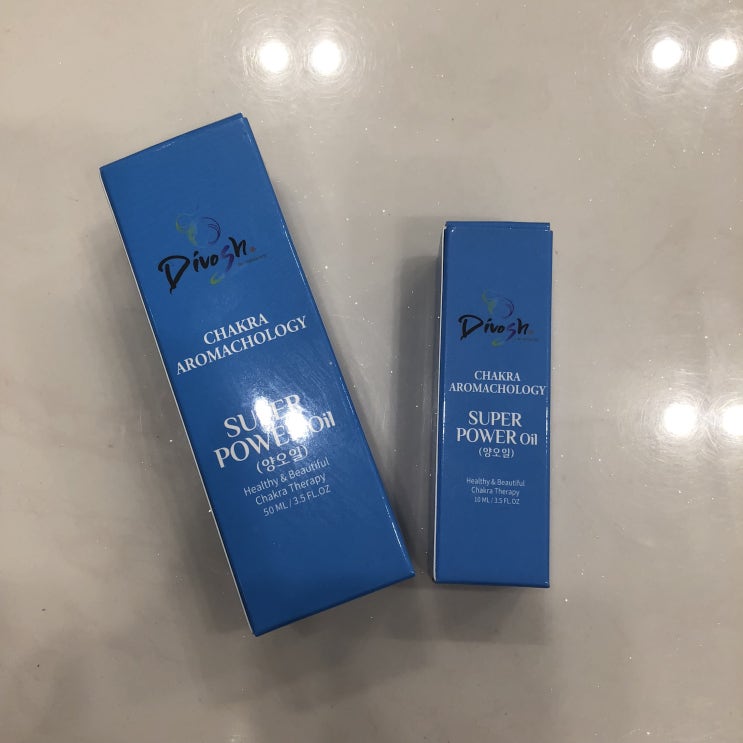 Divosh
CHAKRA
AROMACHOLOGY
SUPER
POWER Oil
(양오일)
Healthy & Beautiful
Chakra Therapy
50 ML / 3.5 FL.OZ
Divosh
CHAKRA
AROMACHOLOGY
SUPER
POWER Oil
(양오일)
Healthy & Beautiful
Chakra Therapy
10 ML / 3.5 FL.OZ